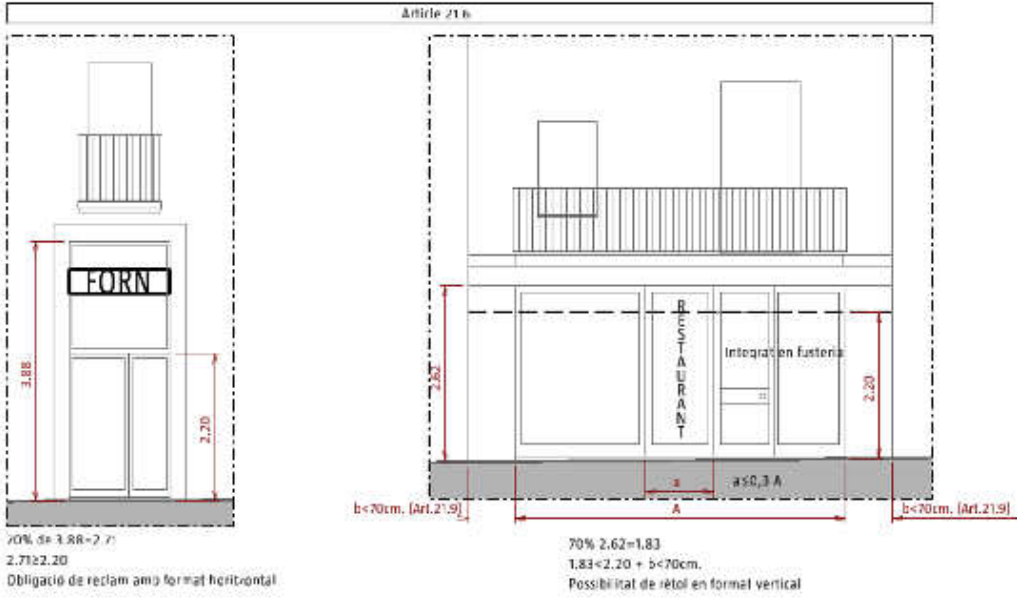 Article 21.6
FORN
3.88
2.20
RESTAURANT
Integrat en fusteria
2.62
2.20
a
a≤0,3 A
A
b<70cm. (Art.21.9)
b<70cm. (Art.21.9)
70% de 3.88=2.71
2.71≥2.20
Obligació de reclam amb format horitzontal
70% 2.62=1.83
1.83<2.20 + b<70cm.
Possibilitat de rètol en format vertical